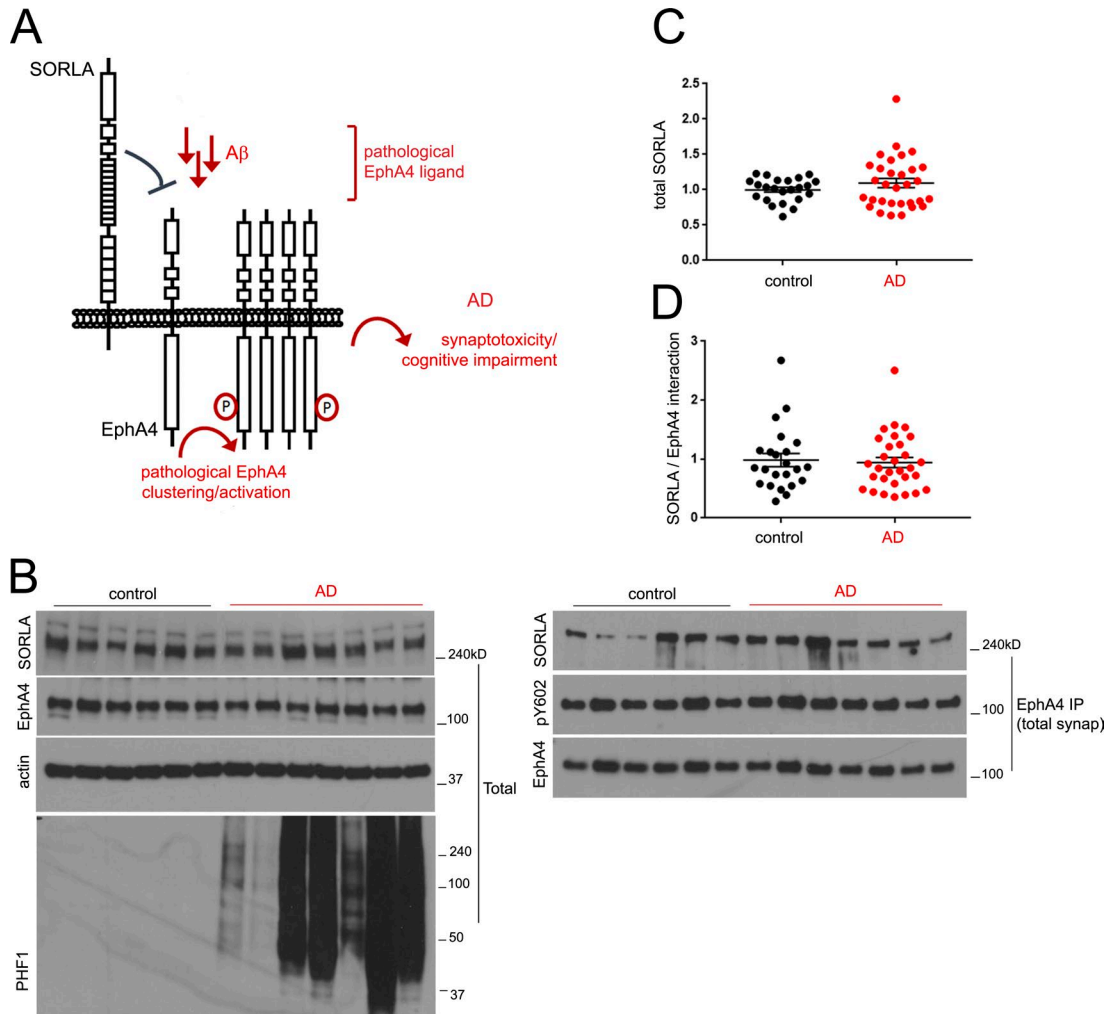 A
SORLA
Aβ
pathological
EphA4 ligand
AD
synaptotoxicity/
cognitive impairment
P
P
EphA4
pathological EphA4
clustering/activation
C
total SORLA
2.5
2.0
1.5
1.0
0.5
0.0
control
AD
D
SORLA / EphA4 interaction
3
2
1
0
control
AD
B
control
AD
SORLA
240kD
EphA4
100
actin
37
Total
PHF1
240
100
50
37
control
AD
SORLA
240kD
pY602
100
EphA4 IP
(total synap)
EphA4
100